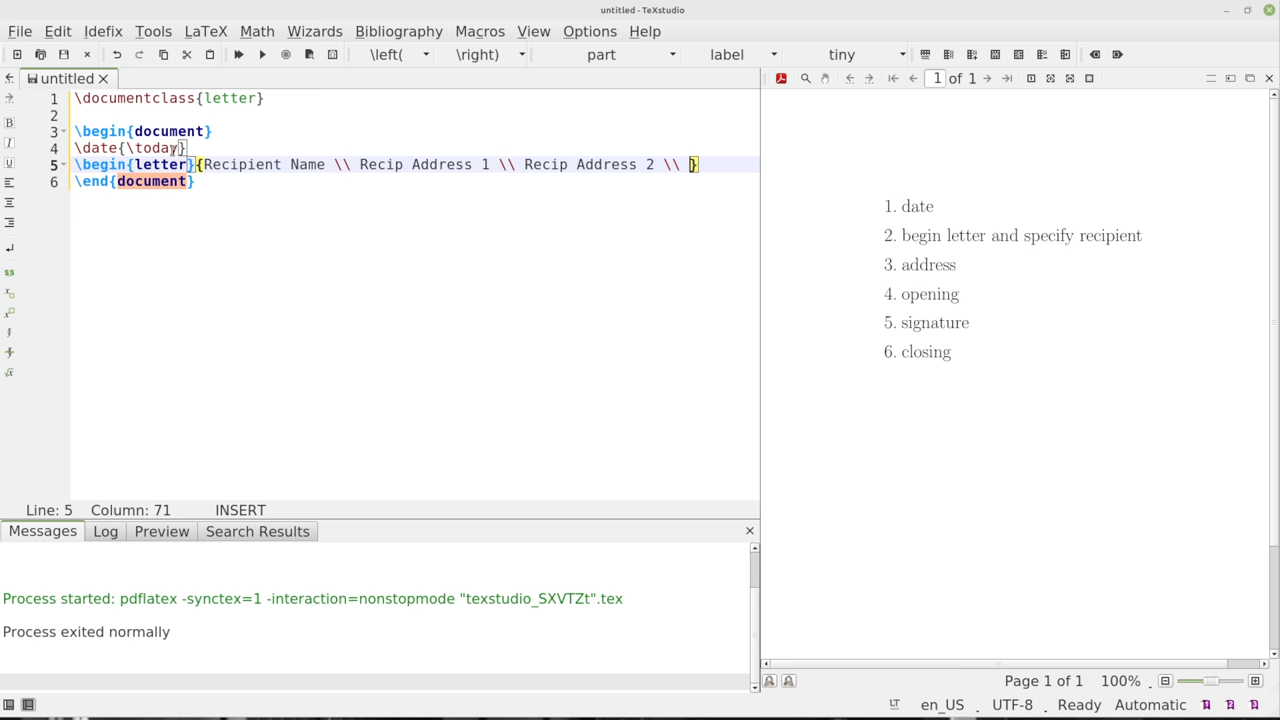 untitled - TeXstudio
File Edit Idefix Tools LaTeX Math Wizards Bibliography Macros View Options Help
\left( \right) part label tiny
untitled
1 of 1
1 \documentclass{letter}
2
3 \begin{document}
4 \date{\today}
5 \begin{letter}{Recipient Name \\ Recip Address 1 \\ Recip Address 2 \\ }
6 \end{document}
1. date
2. begin letter and specify recipient
3. address
4. opening
5. signature
6. closing
Line: 5 Column: 71 INSERT
Messages Log Preview Search Results
Process started: pdflatex -synctex=1 -interaction=nonstopmode "texstudio_SXVTZt".tex
Process exited normally
Page 1 of 1 100%
LT en_US UTF-8 Ready Automatic